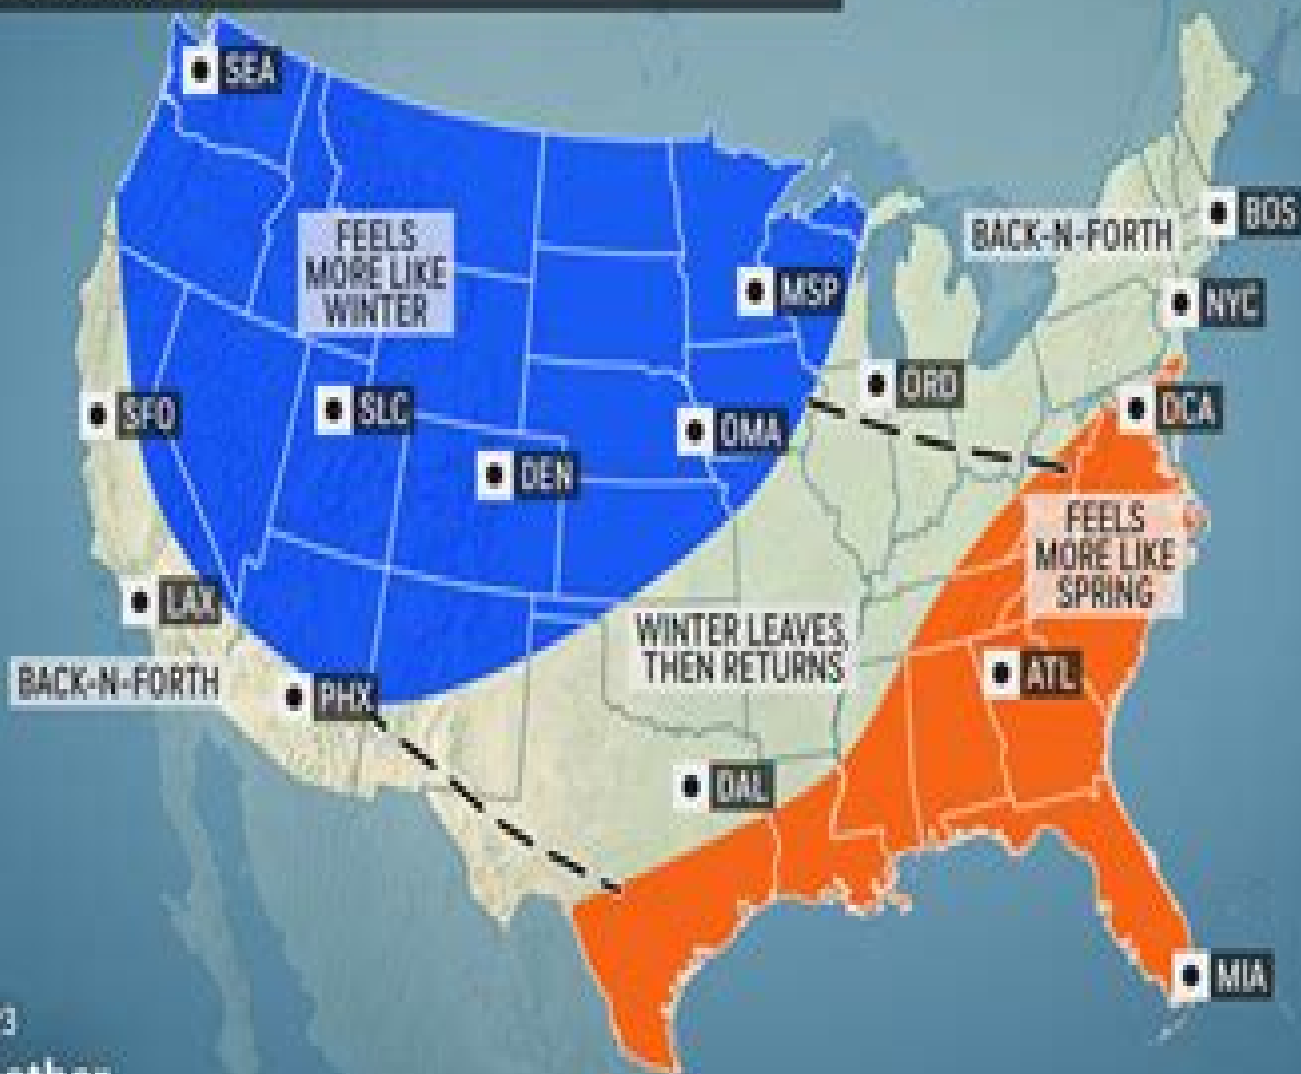 SEA
BOS
BACK-N-FORTH
FEELS
MORE LIKE
WINTER
MSP
NYC
ORD
SFO
SLC
DCA
OMA
DEN
FEELS
MORE LIKE
SPRING
LAX
WINTER LEAVES,
THEN RETURNS
BACK-N-FORTH
PHX
ATL
DAL
MIA